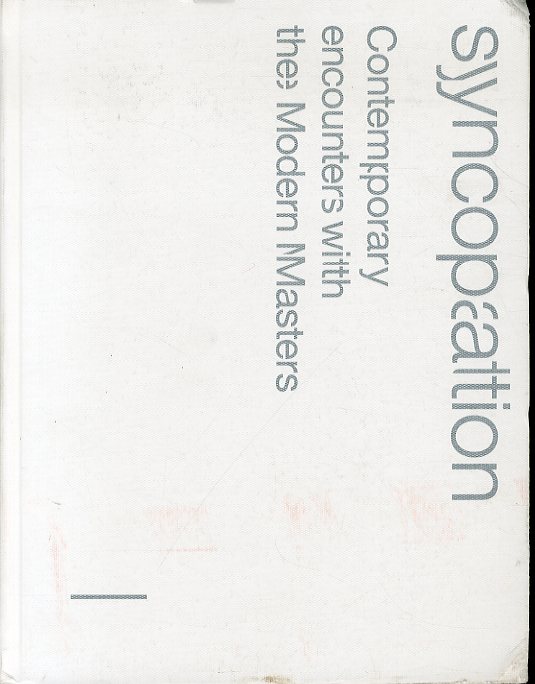 syncopation
Contemporary
encounters with
the Modern Masters